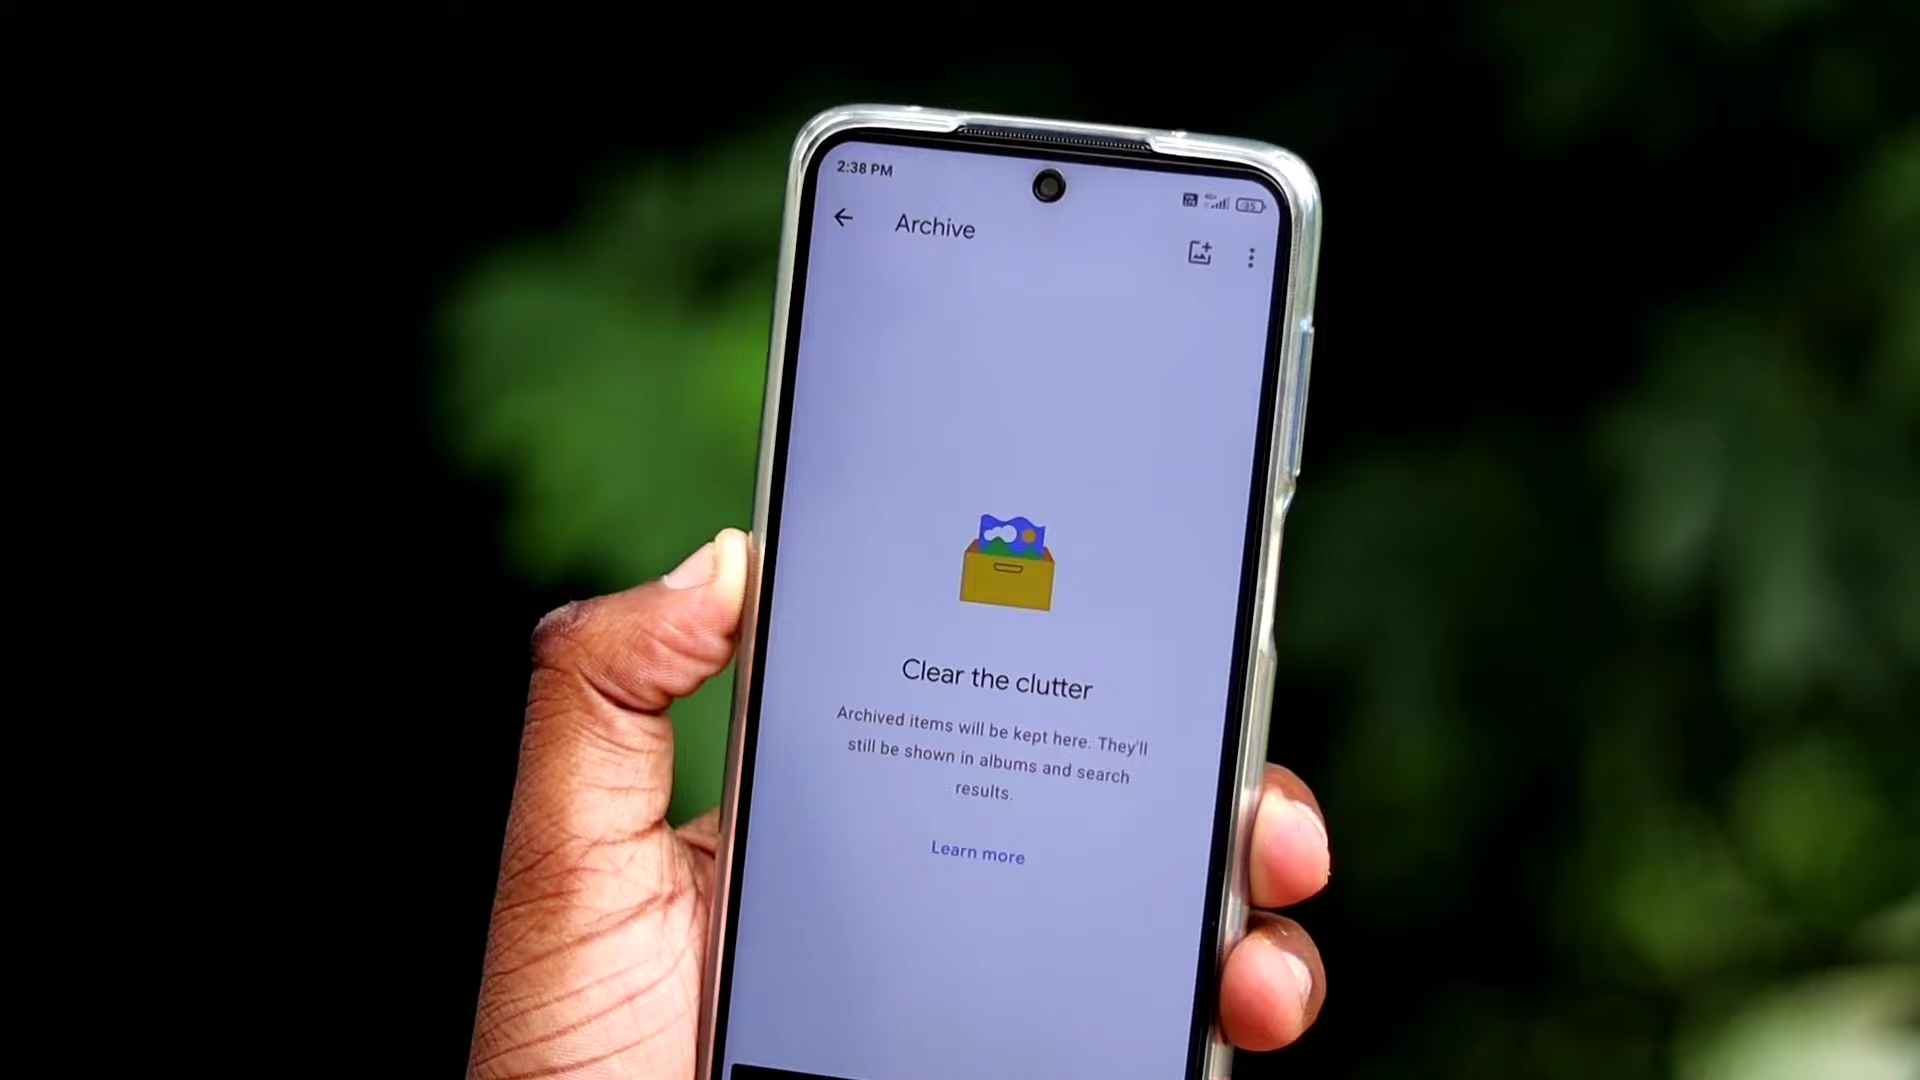 2:38 PM
35
Archive
Clear the clutter
Archived items will be kept here. They'll
still be shown in albums and search
results.
Learn more